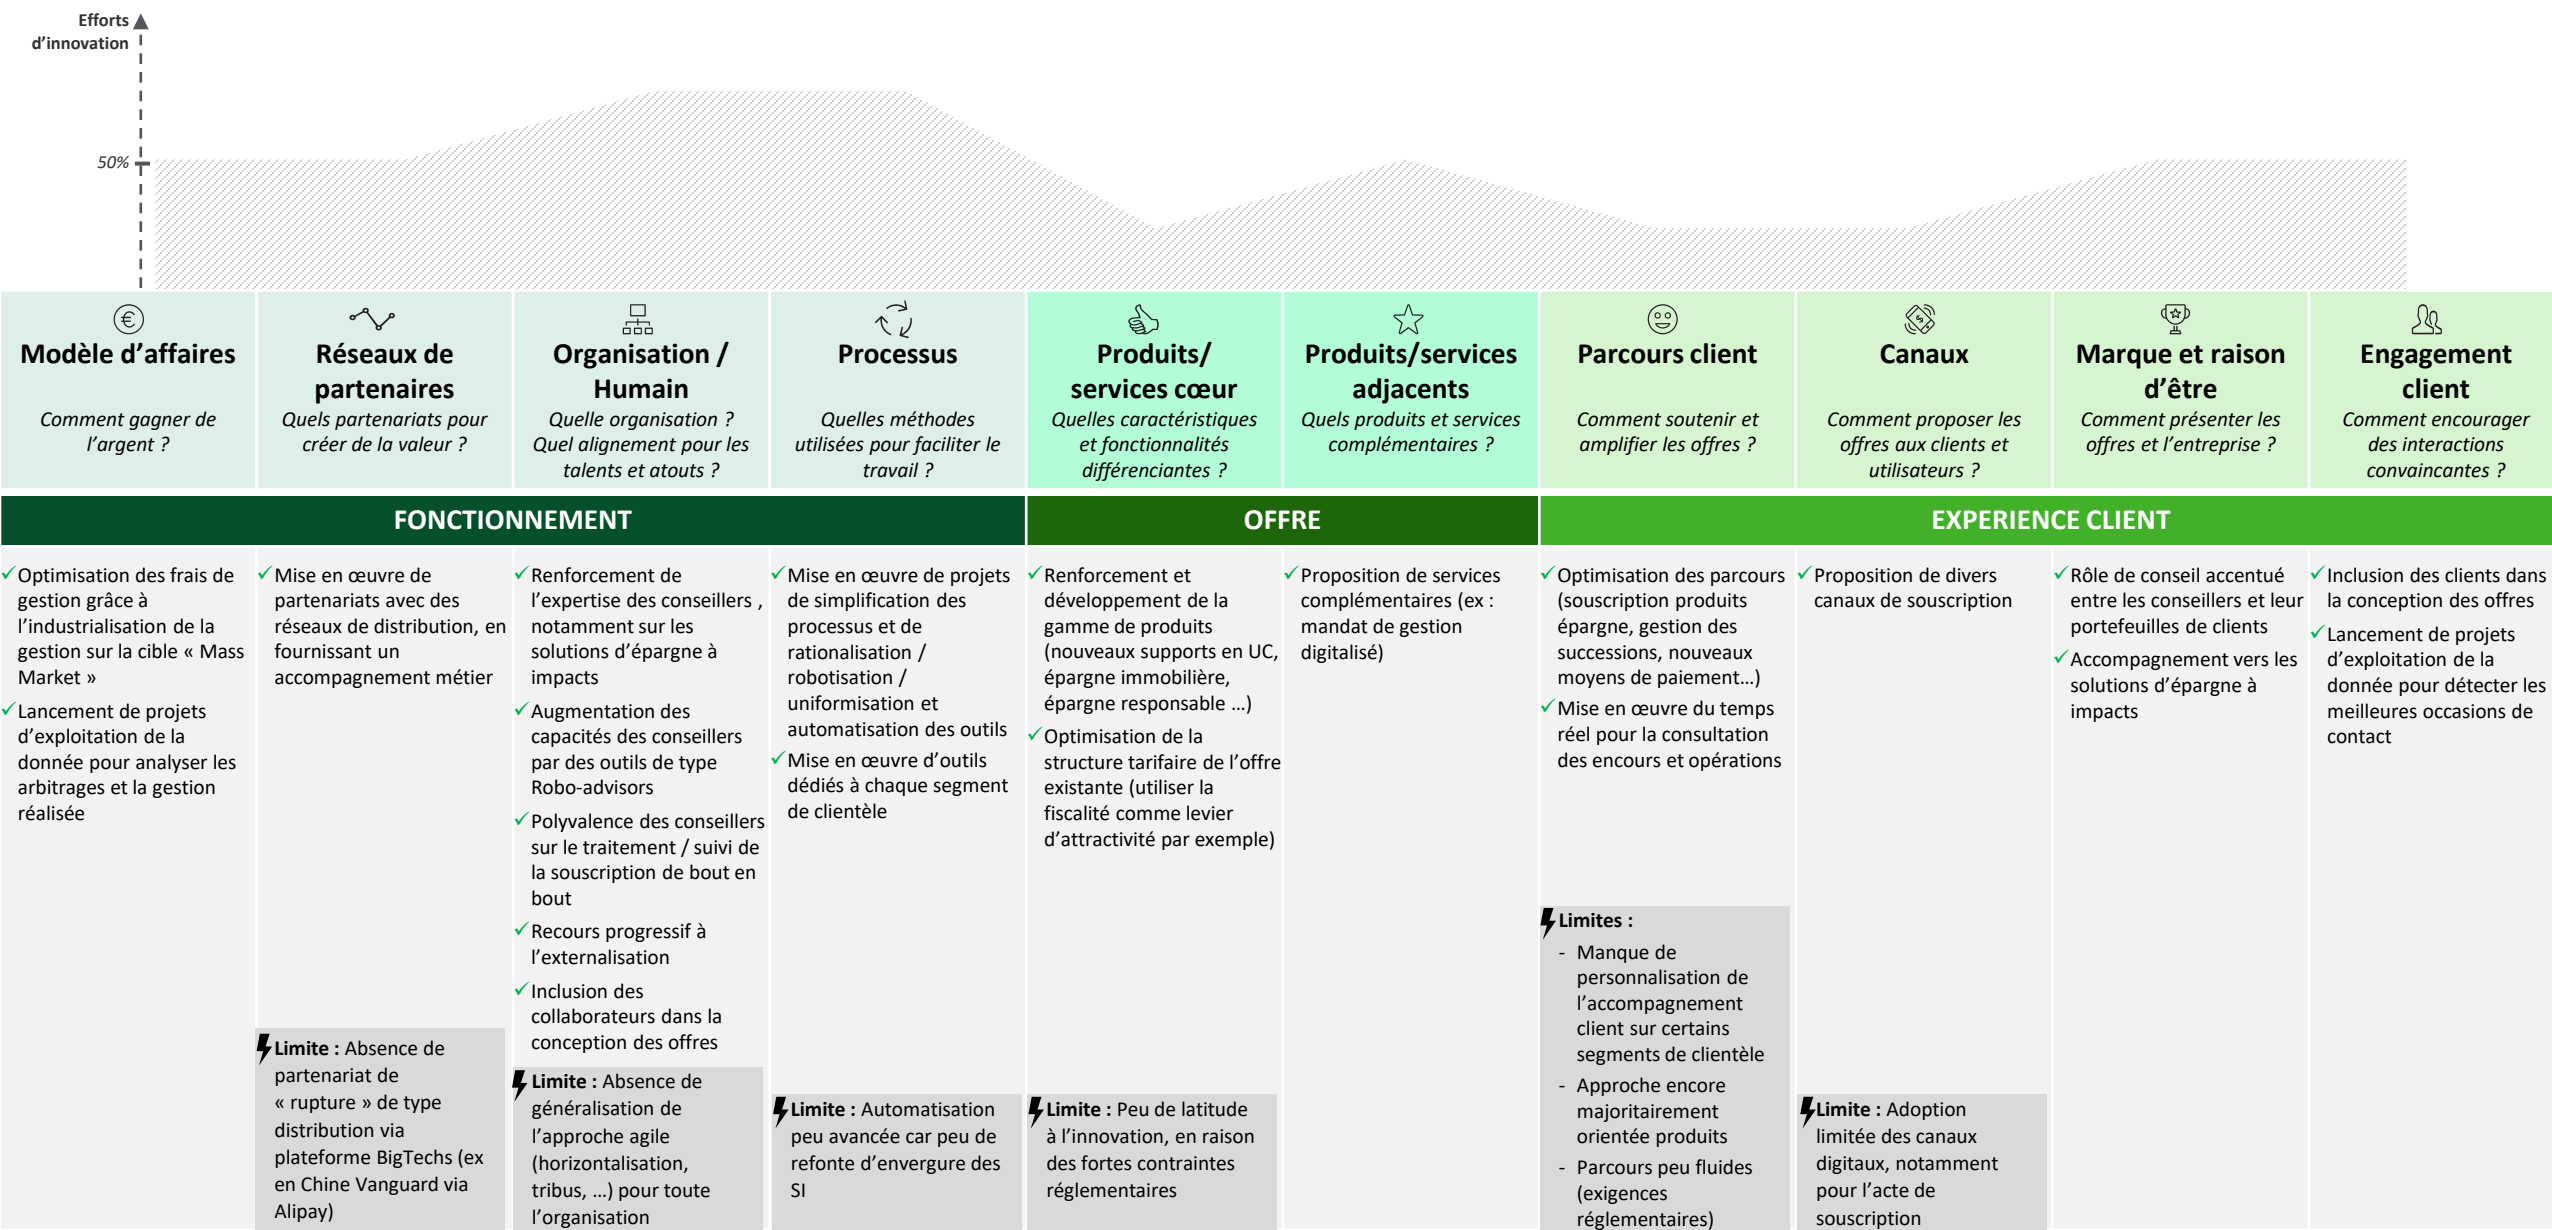 Efforts
d’innovation
50%
Modèle d’affaires
Comment gagner de
l’argent ?
Réseaux de
partenaires
Quels partenariats pour
créer de la valeur ?
Organisation /
Humain
Quelle organisation ?
Quel alignement pour les
talents et atouts ?
Processus
Quelles méthodes
utilisées pour faciliter le
travail ?
Produits/
services cœur
Quelles caractéristiques
et fonctionnalités
différenciantes ?
Produits/services
adjacents
Quels produits et services
complémentaires ?
Parcours client
Comment soutenir et
amplifier les offres ?
Canaux
Comment proposer les
offres aux clients et
utilisateurs ?
Marque et raison
d’être
Comment présenter les
offres et l’entreprise ?
Engagement
client
Comment encourager
des interactions
convaincantes ?
FONCTIONNEMENT
OFFRE
EXPERIENCE CLIENT
Optimisation des frais de
gestion grâce à
l’industrialisation de la
gestion sur la cible « Mass
Market »
Lancement de projets
d’exploitation de la
donnée pour analyser les
arbitrages et la gestion
réalisée
Mise en œuvre de
partenariats avec des
réseaux de distribution, en
fournissant un
accompagnement métier
Limite : Absence de
partenariat de
« rupture » de type
distribution via
plateforme BigTechs (ex
en Chine Vanguard via
Alipay)
Renforcement de
l’expertise des conseillers ,
notamment sur les
solutions d’épargne à
impacts
Augmentation des
capacités des conseillers
par des outils de type
Robo-advisors
Polyvalence des conseillers
sur le traitement / suivi de
la souscription de bout en
bout
Recours progressif à
l’externalisation
Inclusion des
collaborateurs dans la
conception des offres
Limite : Absence de
généralisation de
l’approche agile
(horizontalisation,
tribus, …) pour toute
l’organisation
Mise en œuvre de projets
de simplification des
processus et de
rationalisation /
robotisation /
uniformisation et
automatisation des outils
Mise en œuvre d’outils
dédiés à chaque segment
de clientèle
Limite : Automatisation
peu avancée car peu de
refonte d’envergure des
SI
Renforcement et
développement de la
gamme de produits
(nouveaux supports en UC,
épargne immobilière,
épargne responsable …)
Optimisation de la
structure tarifaire de l’offre
existante (utiliser la
fiscalité comme levier
d’attractivité par exemple)
Limite : Peu de latitude
à l’innovation, en raison
des fortes contraintes
réglementaires
Proposition de services
complémentaires (ex :
mandat de gestion
digitalisé)
Optimisation des parcours
(souscription produits
épargne, gestion des
successions, nouveaux
moyens de paiement…)
Mise en œuvre du temps
réel pour la consultation
des encours et opérations
Limites :
- Manque de
personnalisation de
l’accompagnement
client sur certains
segments de clientèle
- Approche encore
majoritairement
orientée produits
- Parcours peu fluides
(exigences
réglementaires)
Proposition de divers
canaux de souscription
Limite : Adoption
limitée des canaux
digitaux, notamment
pour l’acte de
souscription
Rôle de conseil accentué
entre les conseillers et leur
portefeuilles de clients
Accompagnement vers les
solutions d’épargne à
impacts
Inclusion des clients dans
la conception des offres
Lancement de projets
d’exploitation de la
donnée pour détecter les
meilleures occasions de
contact